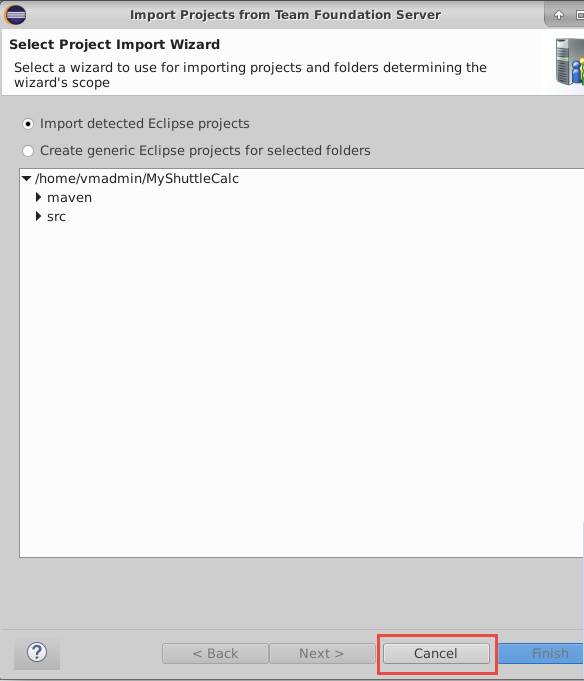 Import Projects from Team Foundation Server
Select Project Import Wizard
Select a wizard to use for importing projects and folders determining the
wizard's scope
Import detected Eclipse projects
Create generic Eclipse projects for selected folders
/home/vmadmin/MyShuttleCalc
maven
src
? < Back Next > Cancel Finish